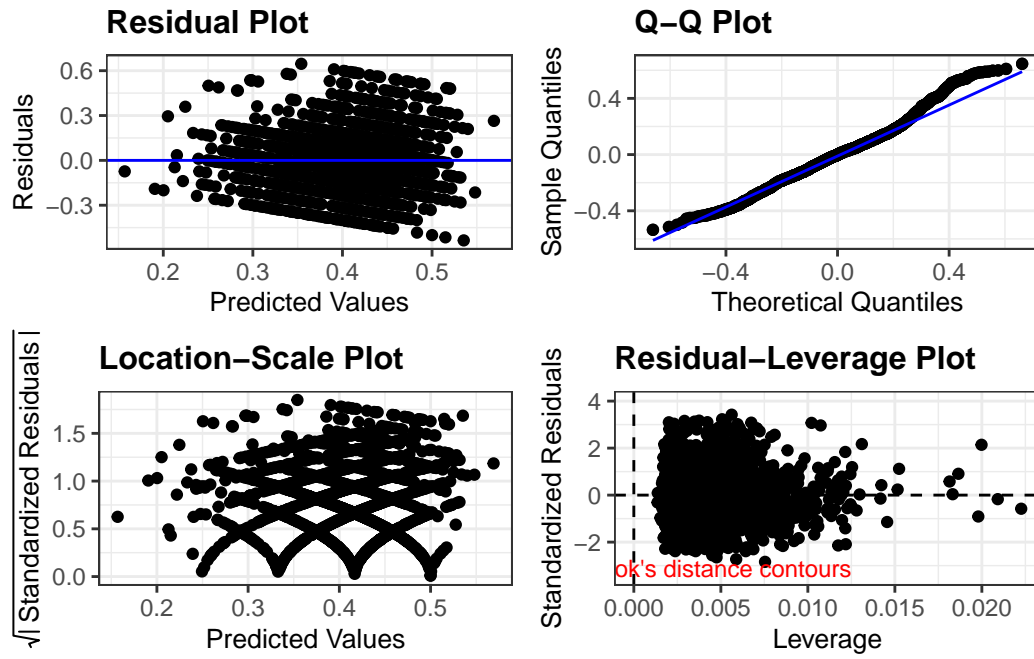 Residual Plot
Residuals
0.6
0.3
0.0
−0.3
0.2 0.3 0.4 0.5
Predicted Values
Q−Q Plot
Sample Quantiles
0.4
0.0
−0.4
−0.4 0.0 0.4
Theoretical Quantiles
Location−Scale Plot
√| Standardized Residuals |
1.5
1.0
0.5
0.0
0.2 0.3 0.4 0.5
Predicted Values
Residual−Leverage Plot
Standardized Residuals
4
2
0
−2
ok's distance contours
0.000 0.005 0.010 0.015 0.020
Leverage